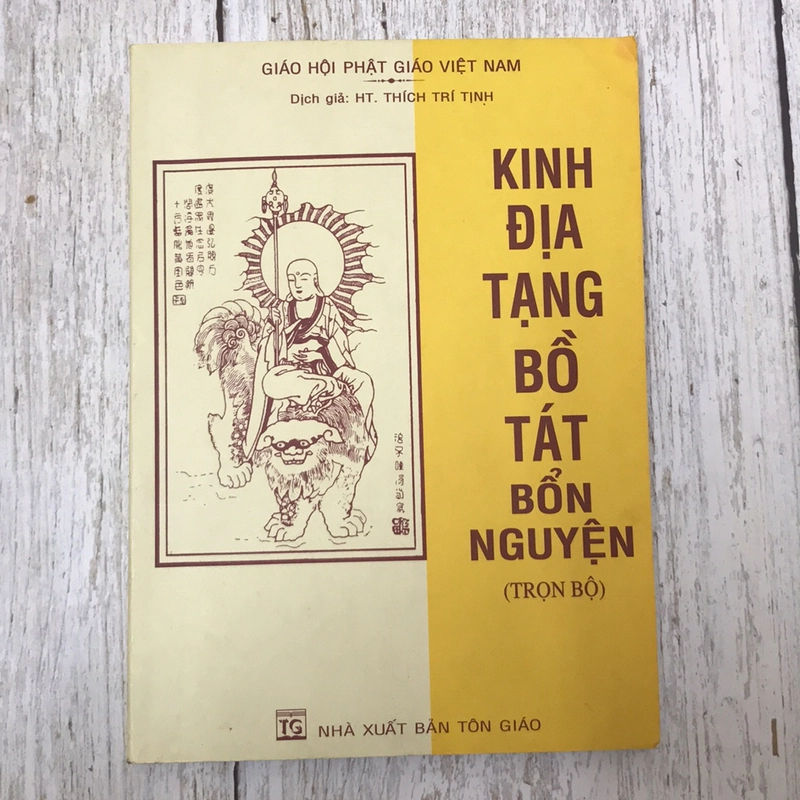 GIÁO HỘI PHẬT GIÁO VIỆT NAM
Dịch giả: HT. THÍCH TRÍ TỊNH
KINH
ĐỊA
TẠNG
BỒ
TÁT
BỔN
NGUYỆN
(TRỌN BỘ)
TG
NHÀ XUẤT BẢN TÔN GIÁO